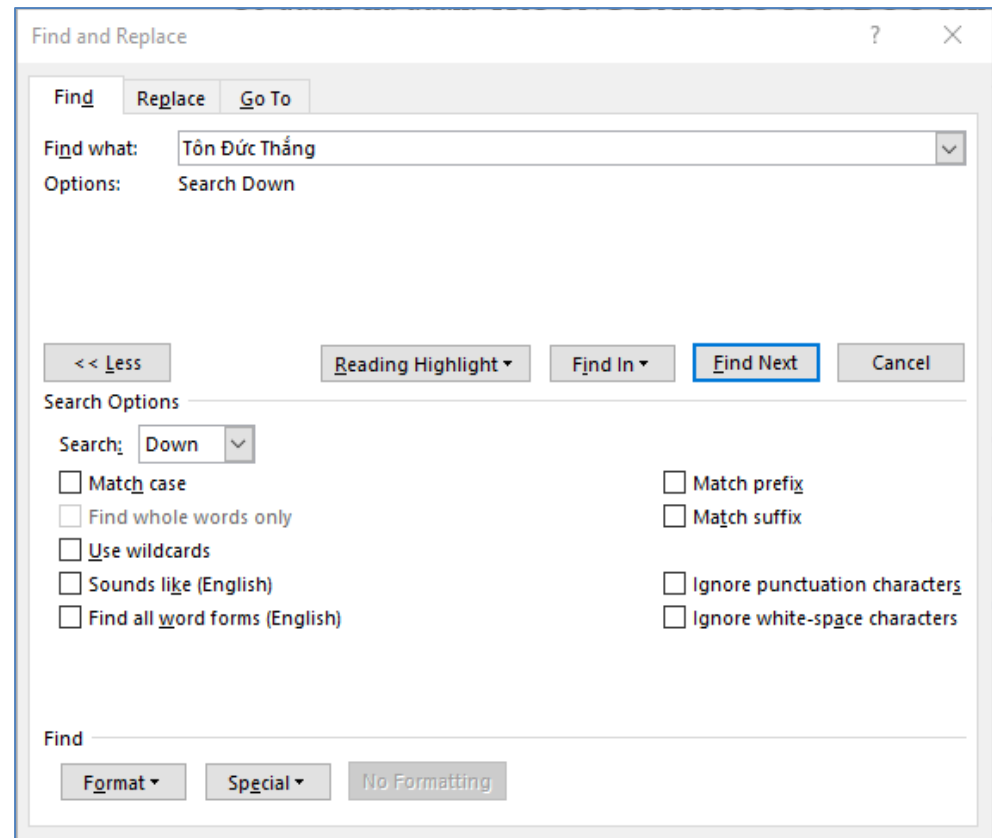 Find and Replace
?
Find Replace Go To
Find what: Tôn Đức Thắng
Options: Search Down
<< Less Reading Highlight Find In Find Next Cancel
Search Options
Search: Down
Match case Match prefix
Find whole words only Match suffix
Use wildcards
Sounds like (English) Ignore punctuation characters
Find all word forms (English) Ignore white-space characters
Find
Format Special No Formatting